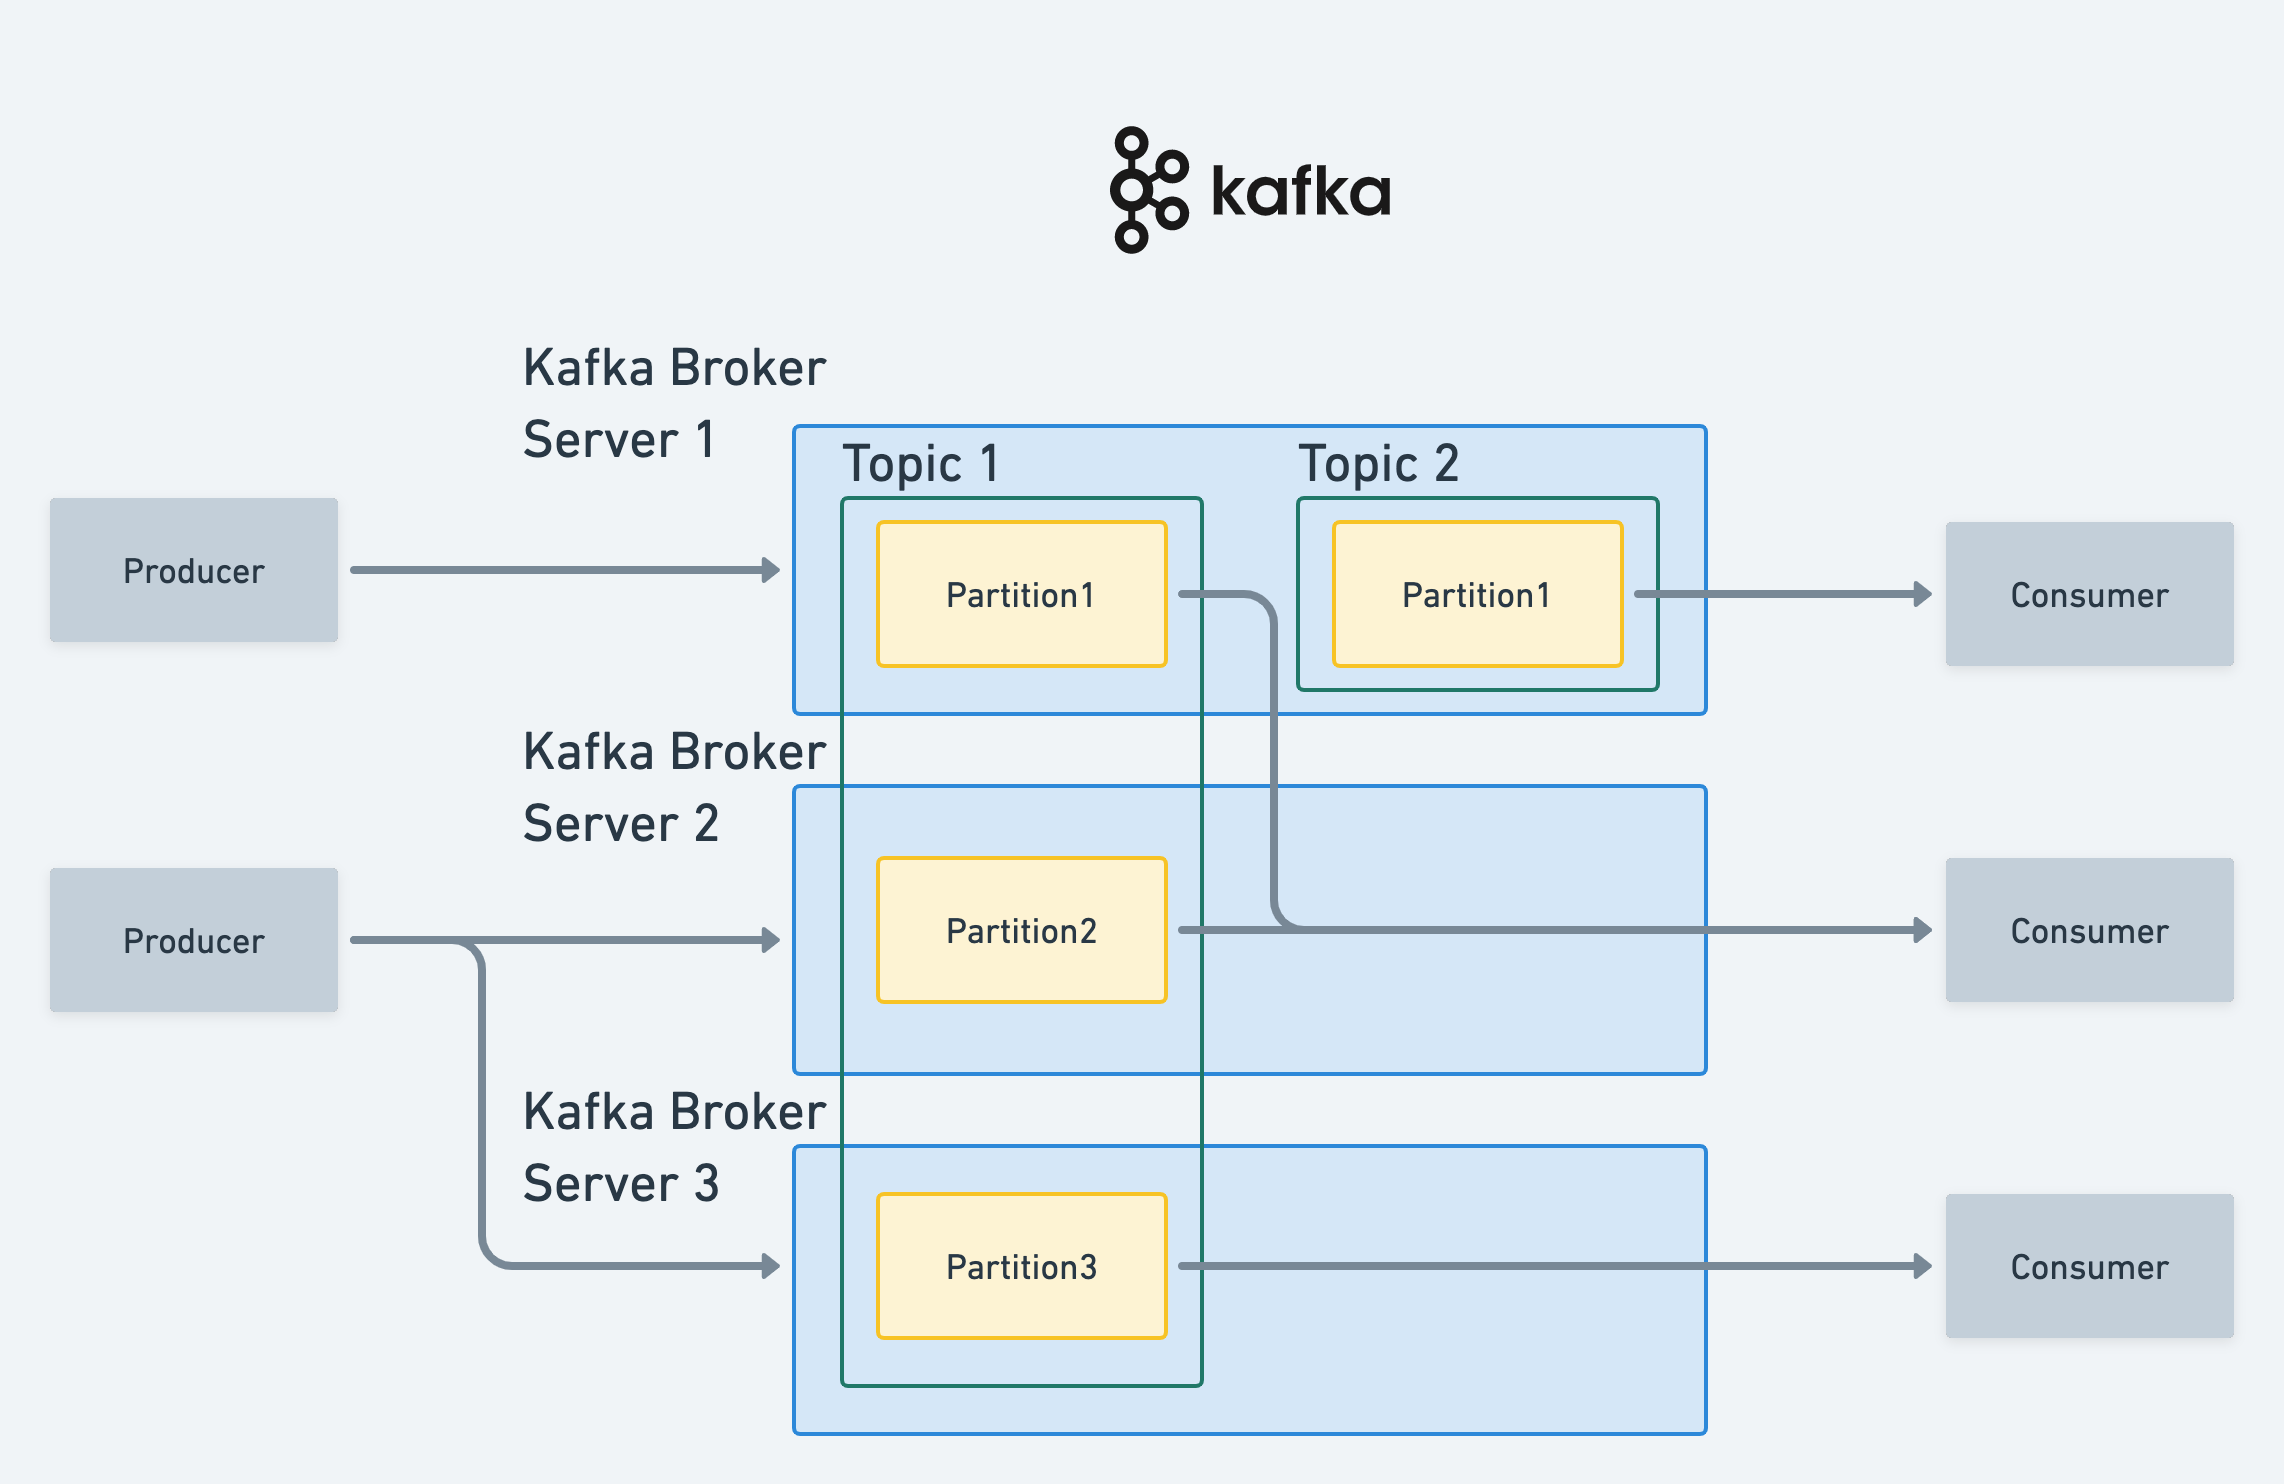 kafka
Kafka Broker
Server 1
Topic 1
Topic 2
Producer
Partition1
Partition1
Consumer
Kafka Broker
Server 2
Producer
Partition2
Consumer
Kafka Broker
Server 3
Partition3
Consumer